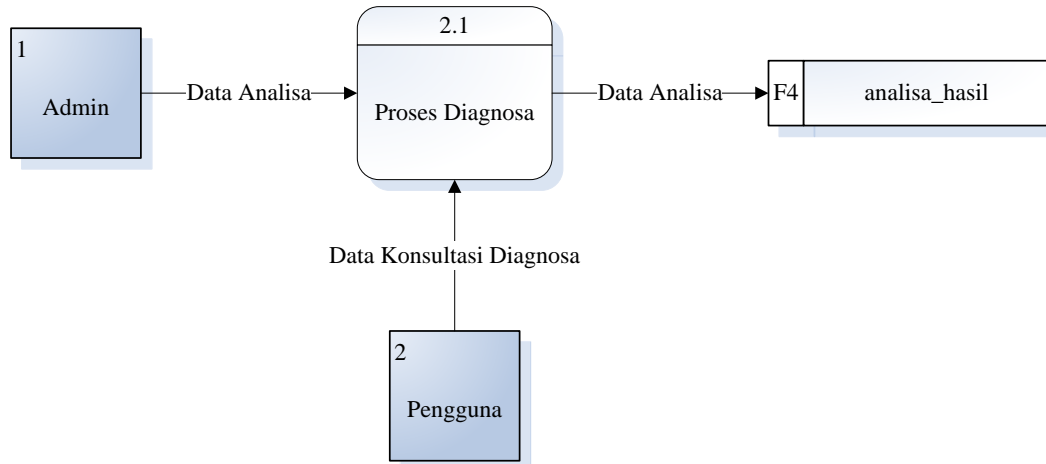 1
Admin
Data Analisa
2.1
Proses Diagnosa
Data Analisa
F4
analisa_hasil
Data Konsultasi Diagnosa
2
Pengguna